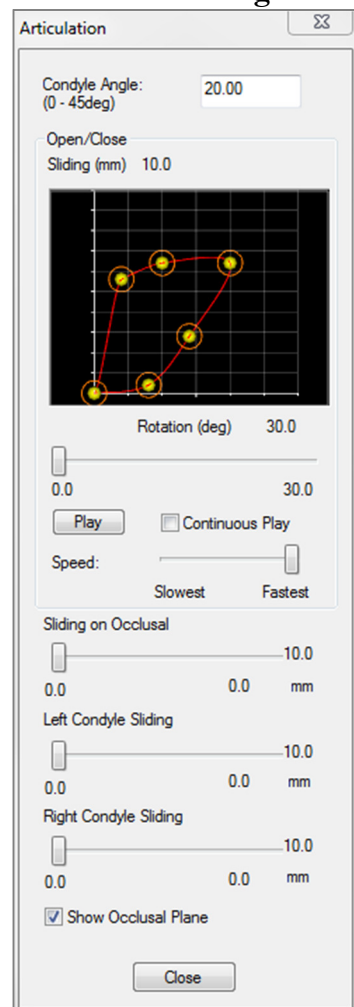 Articulation
Condyle Angle:
(0 - 45deg)
20.00
Open/Close
Sliding (mm) 10.0
Rotation (deg) 30.0
0.0 30.0
Play Continuous Play
Speed:
Slowest Fastest
Sliding on Occlusal
10.0
0.0 0.0 mm
Left Condyle Sliding
10.0
0.0 0.0 mm
Right Condyle Sliding
10.0
0.0 0.0 mm
Show Occlusal Plane
Close